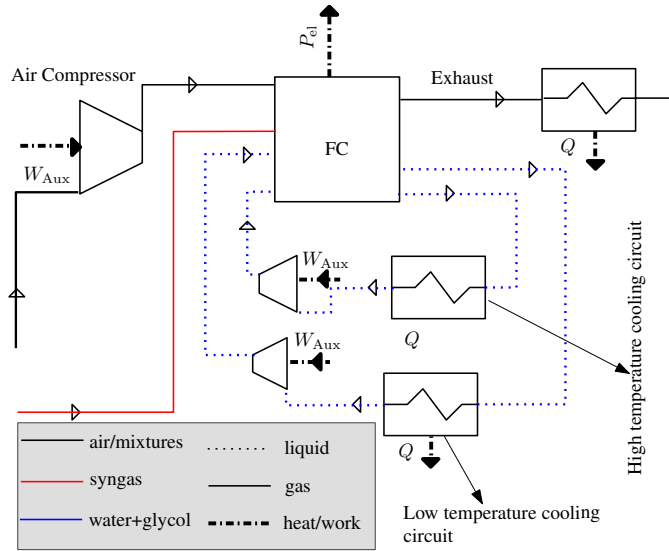 P_el
Air Compressor
Exhaust
FC
Q
W_Aux
W_Aux
Q
W_Aux
Q
High temperature cooling circuit
Low temperature cooling
circuit
air/mixtures
liquid
syngas
gas
water+glycol
heat/work